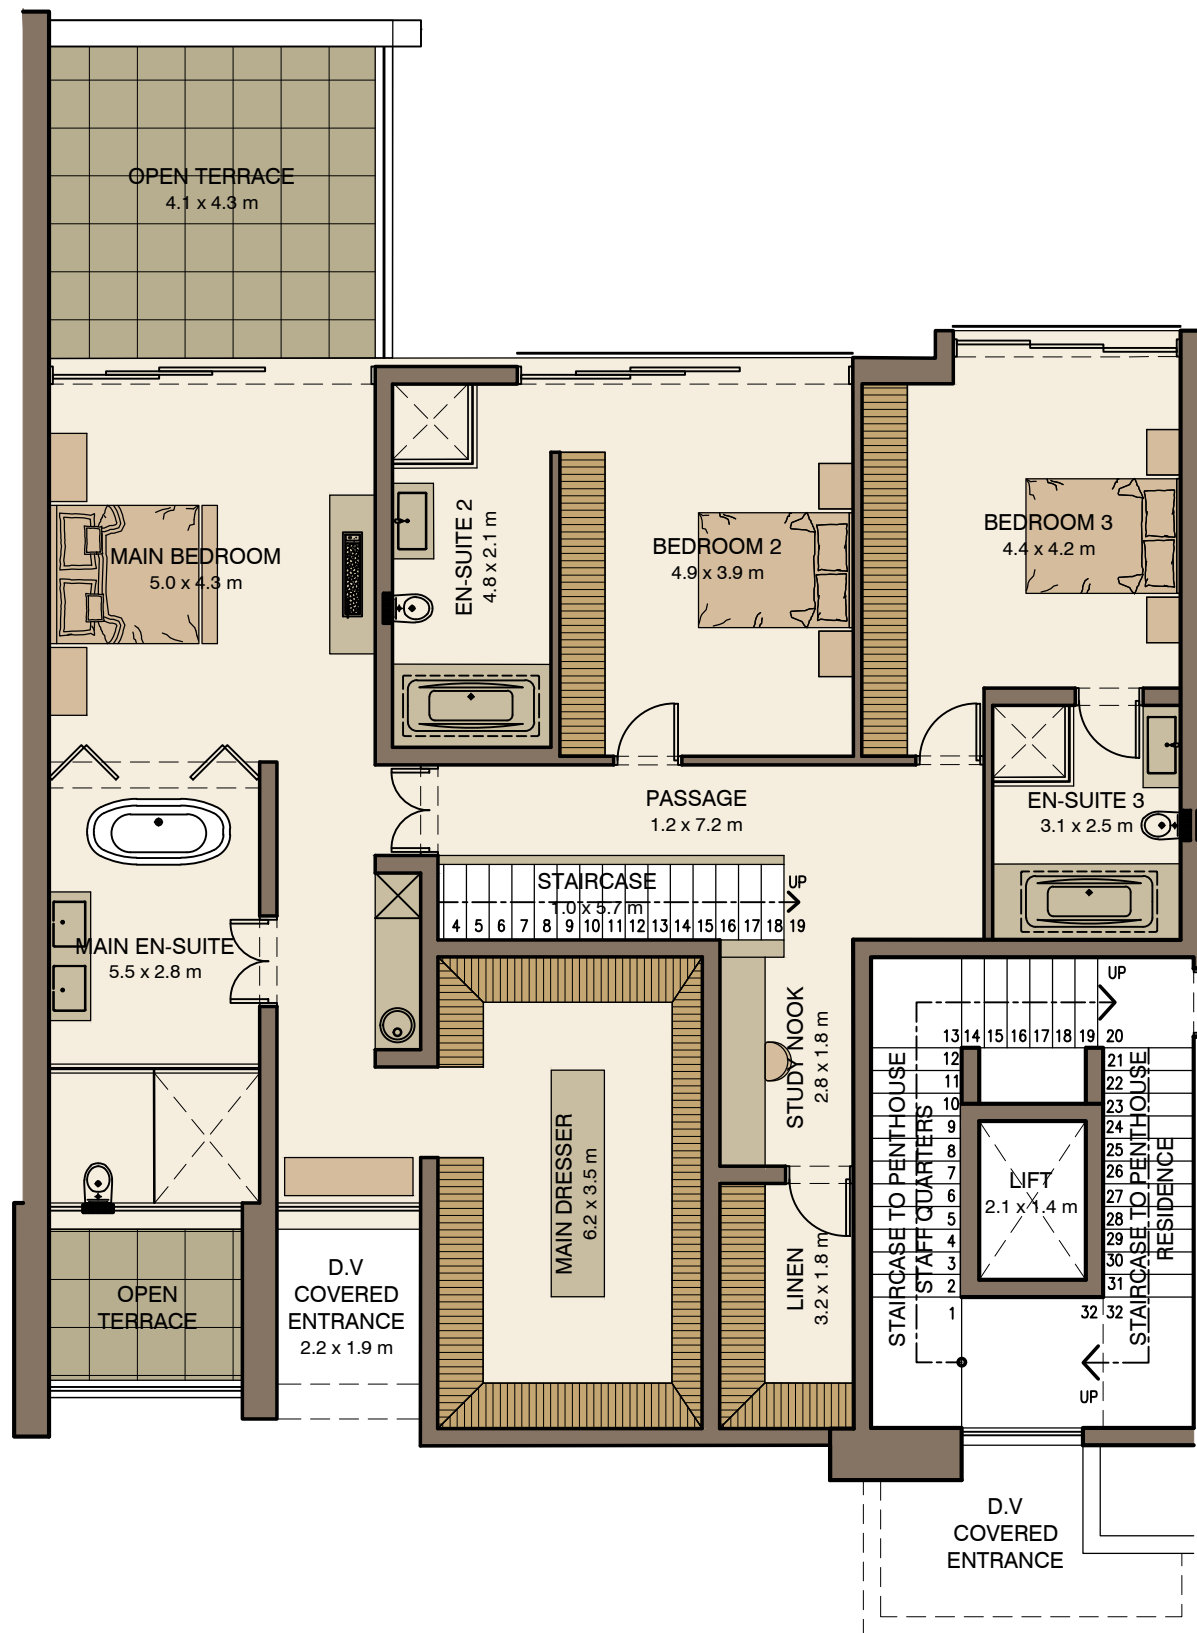 OPEN TERRACE
4.1 x 4.3 m
MAIN BEDROOM
5.0 x 4.3 m
EN-SUITE 2
4.8 x 2.1 m
BEDROOM 2
4.9 x 3.9 m
BEDROOM 3
4.4 x 4.2 m
PASSAGE
1.2 x 7.2 m
EN-SUITE 3
3.1 x 2.5 m
STAIRCASE
1.0 x 5.7 m
UP
4 5 6 7 8 9 10 11 12 13 14 15 16 17 18 19
MAIN EN-SUITE
5.5 x 2.8 m
STUDY NOOK
2.8 x 1.8 m
MAIN DRESSER
6.2 x 3.5 m
LINEN
3.2 x 1.8 m
OPEN
TERRACE
D.V
COVERED
ENTRANCE
2.2 x 1.9 m
UP
13 14 15 16 17 18 19 20
12
11
10
9
8
7
6
5
4
3
2
1
21
22
23
24
25
26
27
28
29
30
31
32 32
STAIRCASE TO PENTHOUSE
STAFF QUARTERS
LIFT
2.1 x 1.4 m
STAIRCASE TO PENTHOUSE
RESIDENCE
UP
D.V
COVERED
ENTRANCE